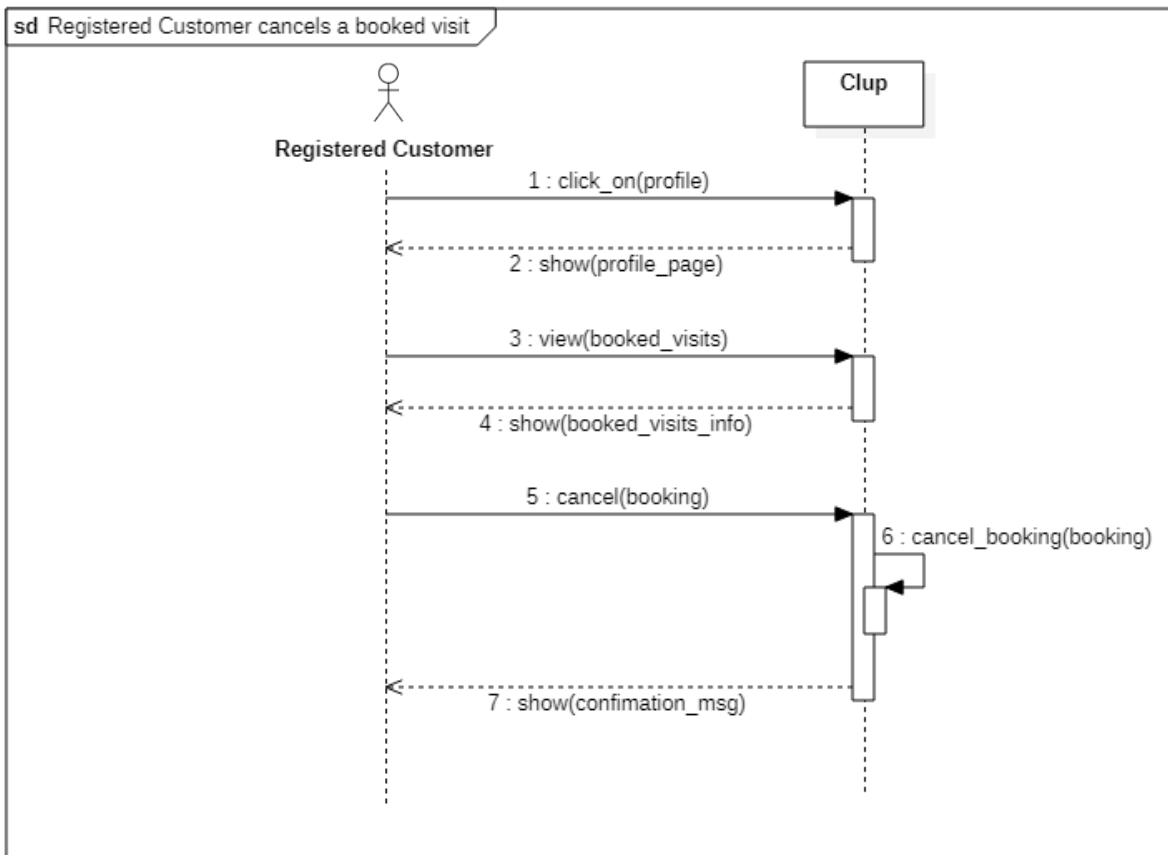 sd Registered Customer cancels a booked visit
Clup
Registered Customer
1 : click_on(profile)
2 : show(profile_page)
3 : view(booked_visits)
4 : show(booked_visits_info)
5 : cancel(booking)
6 : cancel_booking(booking)
7 : show(confimation_msg)